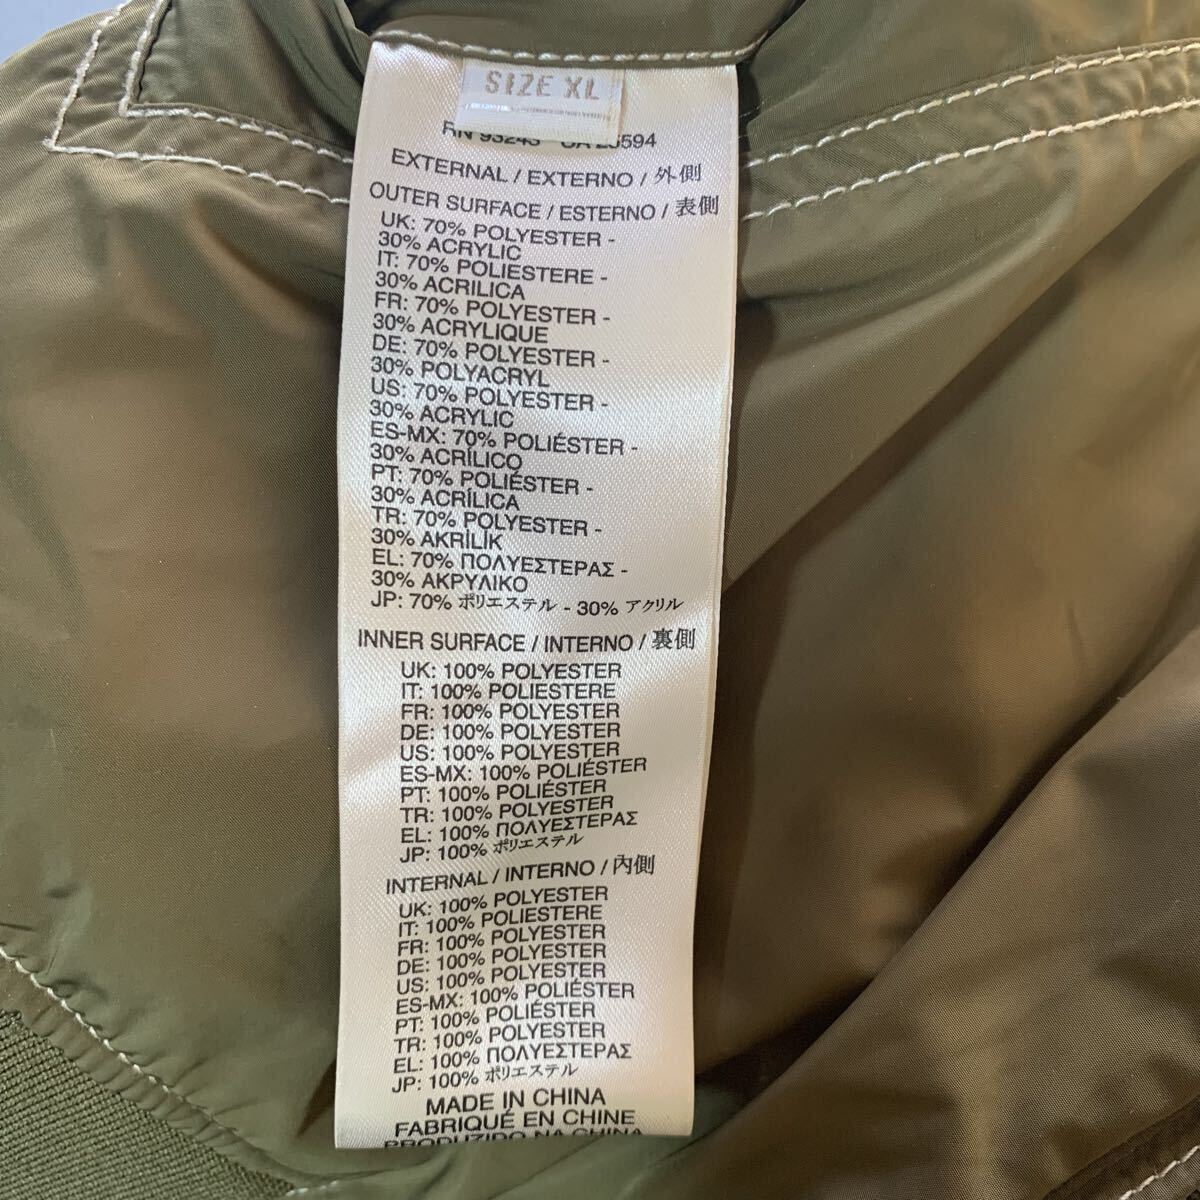 SIZE XL
RN 93243 CA 25594
EXTERNAL / EXTERNO / 外側
OUTER SURFACE / ESTERNO / 表側
UK: 70% POLYESTER -
30% ACRYLIC
IT: 70% POLIESTERE -
30% ACRILICA
FR: 70% POLYESTER -
30% ACRYLIQUE
DE: 70% POLYESTER -
30% POLYACRYL
US: 70% POLYESTER -
30% ACRYLIC
ES-MX: 70% POLIÉSTER -
30% ACRÍLICO
PT: 70% POLIÉSTER -
30% ACRÍLICA
TR: 70% POLYESTER -
30% AKRİLİK
EL: 70% ΠΟΛΥΕΣΤΕΡΑΣ -
30% ΑΚΡΥΛΙΚΟ
JP: 70% ポリエステル - 30% アクリル
INNER SURFACE / INTERNO / 裏側
UK: 100% POLYESTER
IT: 100% POLIESTERE
FR: 100% POLYESTER
DE: 100% POLYESTER
US: 100% POLYESTER
ES-MX: 100% POLIÉSTER
PT: 100% POLIÉSTER
TR: 100% POLYESTER
EL: 100% ΠΟΛΥΕΣΤΕΡΑΣ
JP: 100% ポリエステル
INTERNAL / INTERNO / 內側
UK: 100% POLYESTER
IT: 100% POLIESTERE
FR: 100% POLYESTER
DE: 100% POLYESTER
US: 100% POLYESTER
ES-MX: 100% POLIÉSTER
PT: 100% POLIÉSTER
TR: 100% POLYESTER
EL: 100% ΠΟΛΥΕΣΤΕΡΑΣ
JP: 100% ポリエステル
MADE IN CHINA
FABRIQUÉ EN CHINE
PRODUZIDO NA CHINA